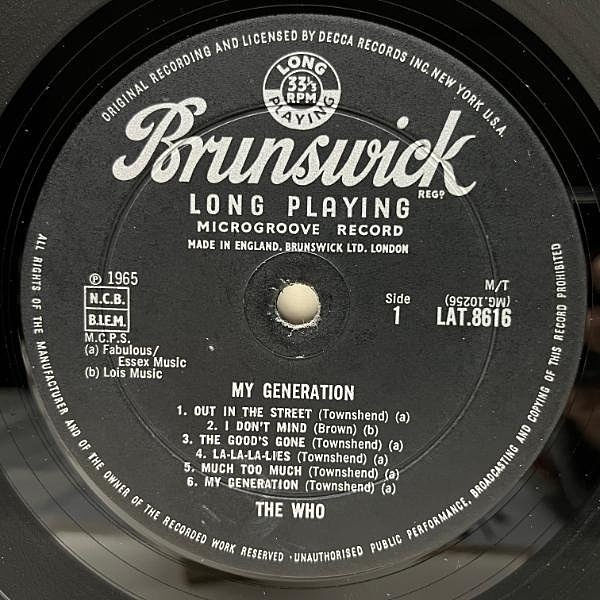 ORIGINAL RECORDING AND LICENSED BY DECCA RECORDS INC. NEW YORK U.S.A.
LONG
33⅓
RPM
PLAYING
Brunswick
REGD
LONG PLAYING
MICROGROOVE RECORD
MADE IN ENGLAND. BRUNSWICK LTD. LONDON
℗ 1965
N.C.B.
B.I.E.M.
M.C.P.S.
(a) Fabulous/
Essex Music
(b) Lois Music
M/T
(MG.10256)
Side
1
LAT.8616
MY GENERATION
1. OUT IN THE STREET (Townshend) (a)
2. I DON'T MIND (Brown) (b)
3. THE GOOD'S GONE (Townshend) (a)
4. LA-LA-LA-LIES (Townshend) (a)
5. MUCH TOO MUCH (Townshend) (a)
6. MY GENERATION (Townshend) (a)
THE WHO
ALL RIGHTS OF THE MANUFACTURER AND OF THE OWNER OF THE RECORDED WORK RESERVED · UNAUTHORISED PUBLIC PERFORMANCE, BROADCASTING AND COPYING OF THIS RECORD PROHIBITED